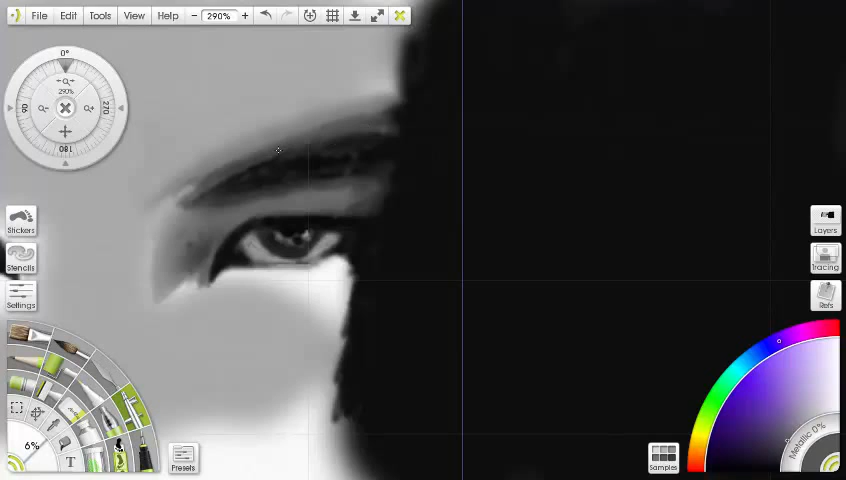 File Edit Tools View Help − 290% +
0°
290%
90 270
180
Stickers
Stencils
Settings
6%
T
Presets
Layers
Tracing
Refs
Samples
Metallic 0%